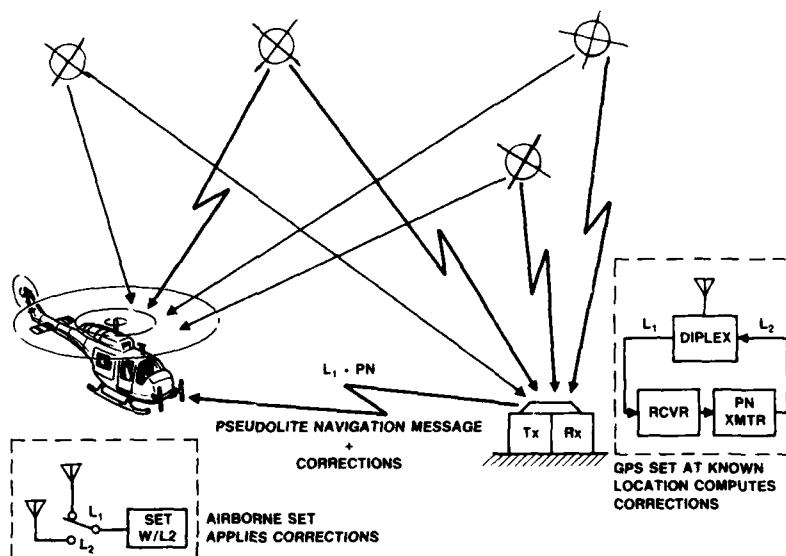 L₁
L₂
DIPLEX
RCVR
PN
XMTR
L₁ · PN
PSEUDOLITE NAVIGATION MESSAGE
+
CORRECTIONS
Tx
Rx
GPS SET AT KNOWN
LOCATION COMPUTES
CORRECTIONS
L₁
L₂
SET
W/L2
AIRBORNE SET
APPLIES CORRECTIONS